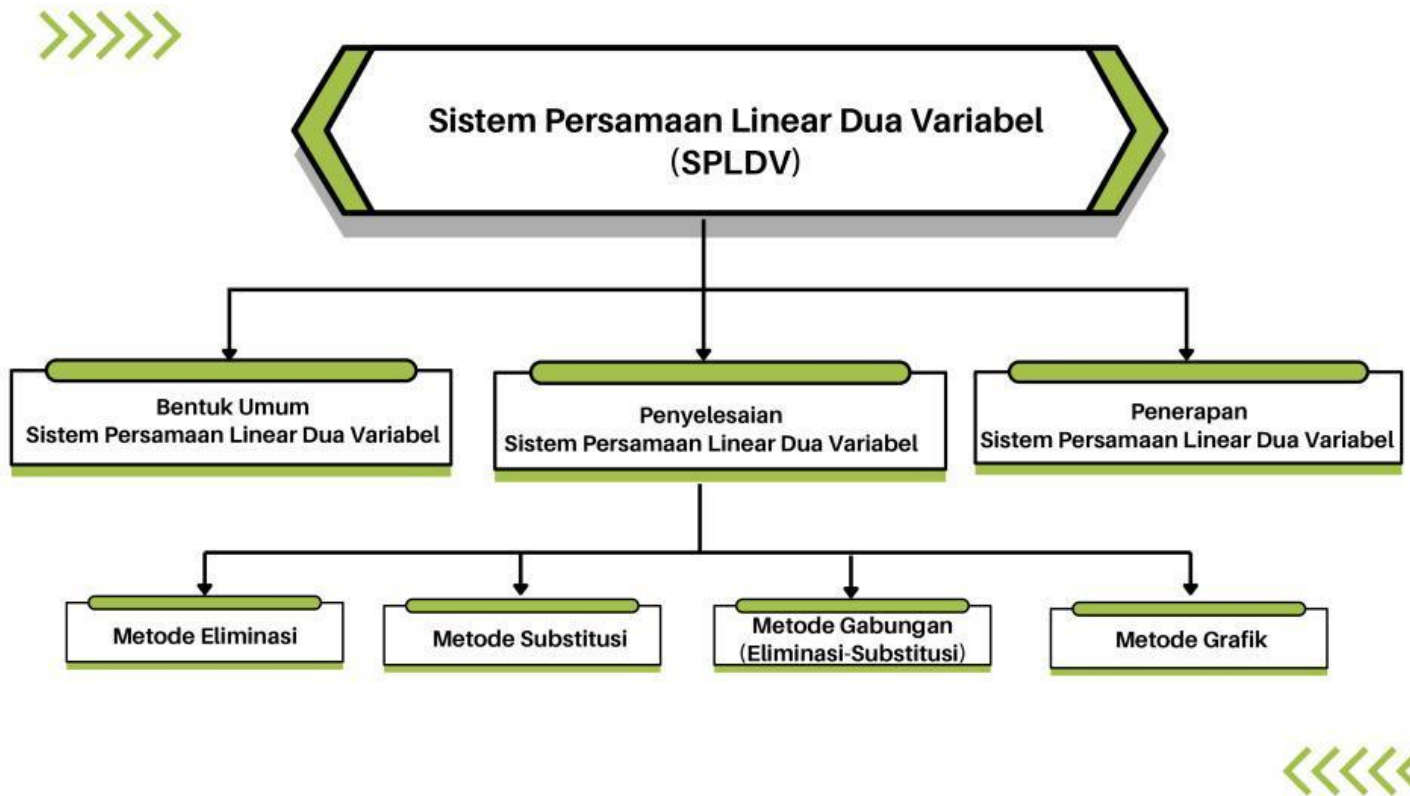 Sistem Persamaan Linear Dua Variabel
(SPLDV)
Bentuk Umum
Sistem Persamaan Linear Dua Variabel
Penyelesaian
Sistem Persamaan Linear Dua Variabel
Penerapan
Sistem Persamaan Linear Dua Variabel
Metode Eliminasi
Metode Substitusi
Metode Gabungan
(Eliminasi-Substitusi)
Metode Grafik